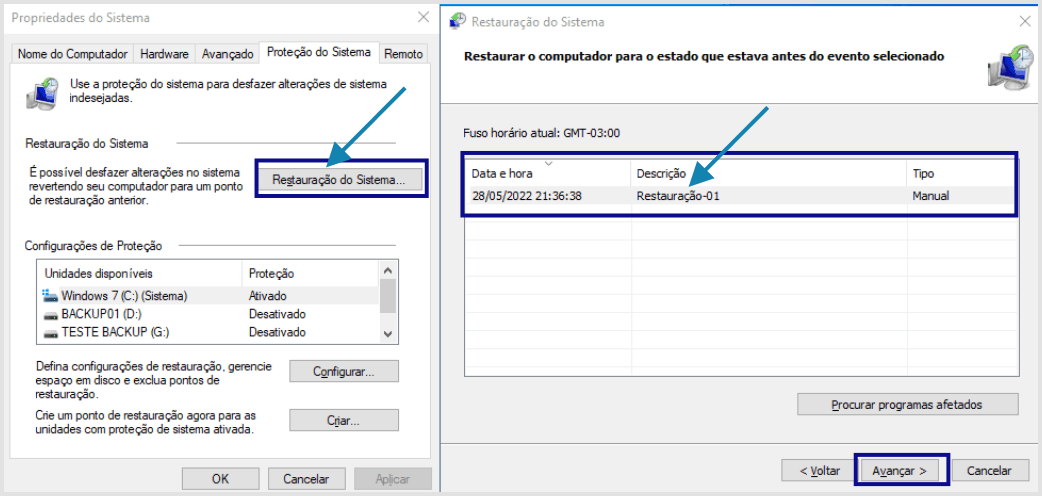 Propriedades do Sistema
Nome do Computador
Hardware
Avançado
Proteção do Sistema
Remoto
Use a proteção do sistema para desfazer alterações de sistema
indesejadas.
Restauração do Sistema
É possível desfazer alterações no sistema
revertendo seu computador para um ponto
de restauração anterior.
Restauração do Sistema...
Configurações de Proteção
Unidades disponíveis Proteção
Windows 7 (C:) (Sistema) Ativado
BACKUP01 (D:) Desativado
TESTE BACKUP (G:) Desativado
Defina configurações de restauração, gerencie
espaço em disco e exclua pontos de
restauração.
Configurar...
Crie um ponto de restauração agora para as
unidades com proteção de sistema ativada.
Criar...
OK
Cancelar
Aplicar
Restauração do Sistema
Restaurar o computador para o estado que estava antes do evento selecionado
Fuso horário atual: GMT-03:00
Data e hora Descrição Tipo
28/05/2022 21:36:38 Restauração-01 Manual
Procurar programas afetados
< Voltar
Avançar >
Cancelar